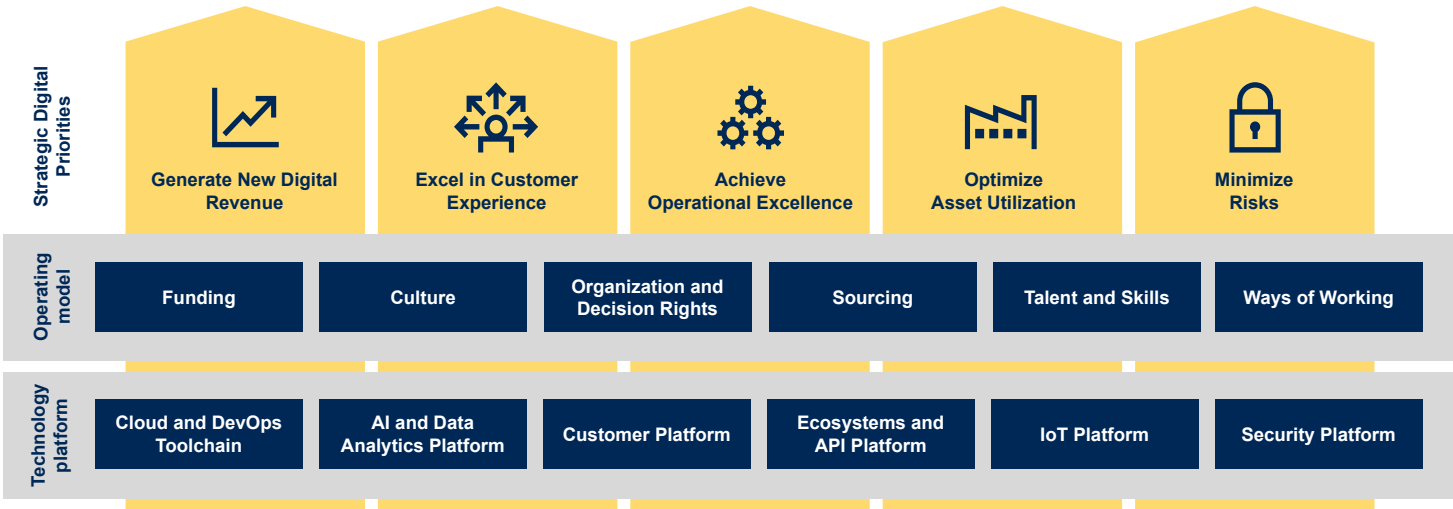 Strategic Digital
Priorities
Generate New Digital
Revenue
Excel in Customer
Experience
Achieve
Operational Excellence
Optimize
Asset Utilization
Minimize
Risks
Operating
model
Funding
Culture
Organization and
Decision Rights
Sourcing
Talent and Skills
Ways of Working
Technology
platform
Cloud and DevOps
Toolchain
AI and Data
Analytics Platform
Customer Platform
Ecosystems and
API Platform
IoT Platform
Security Platform